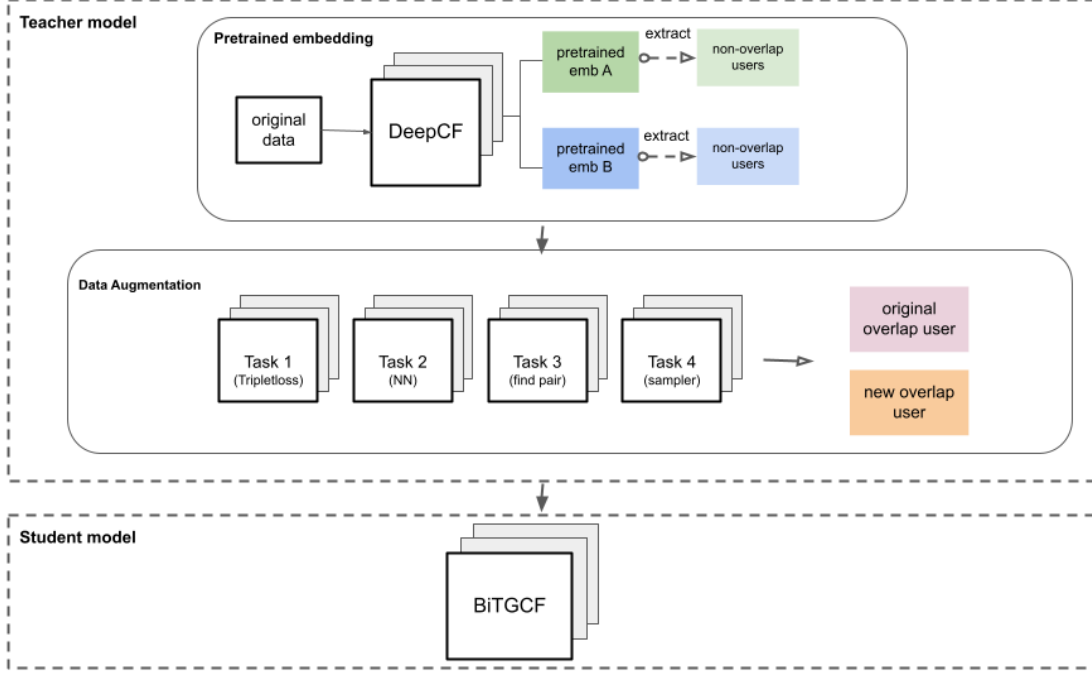 Teacher model
Pretrained embedding
original
data
DeepCF
pretrained
emb A
extract
non-overlap
users
pretrained
emb B
extract
non-overlap
users
Data Augmentation
Task 1
(Tripletloss)
Task 2
(NN)
Task 3
(find pair)
Task 4
(sampler)
original
overlap user
new overlap
user
Student model
BiTGCF